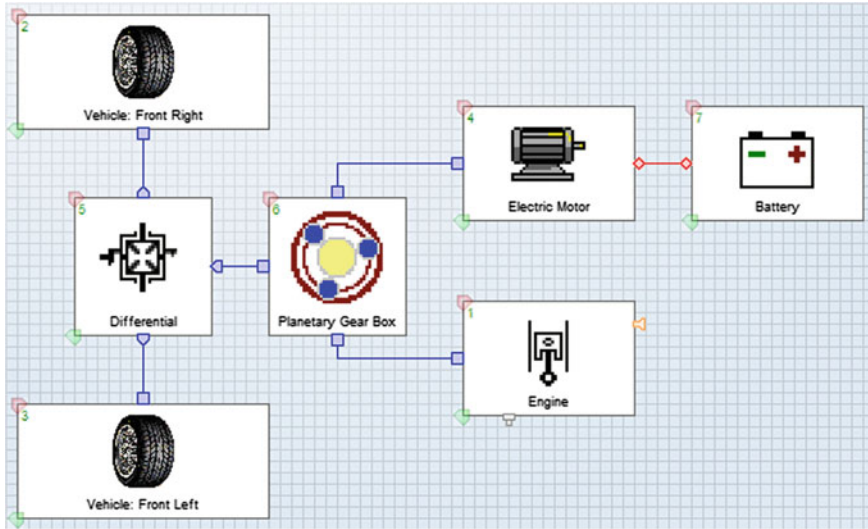 2
Vehicle: Front Right
4
Electric Motor
7
Battery
5
Differential
6
Planetary Gear Box
1
Engine
3
Vehicle: Front Left